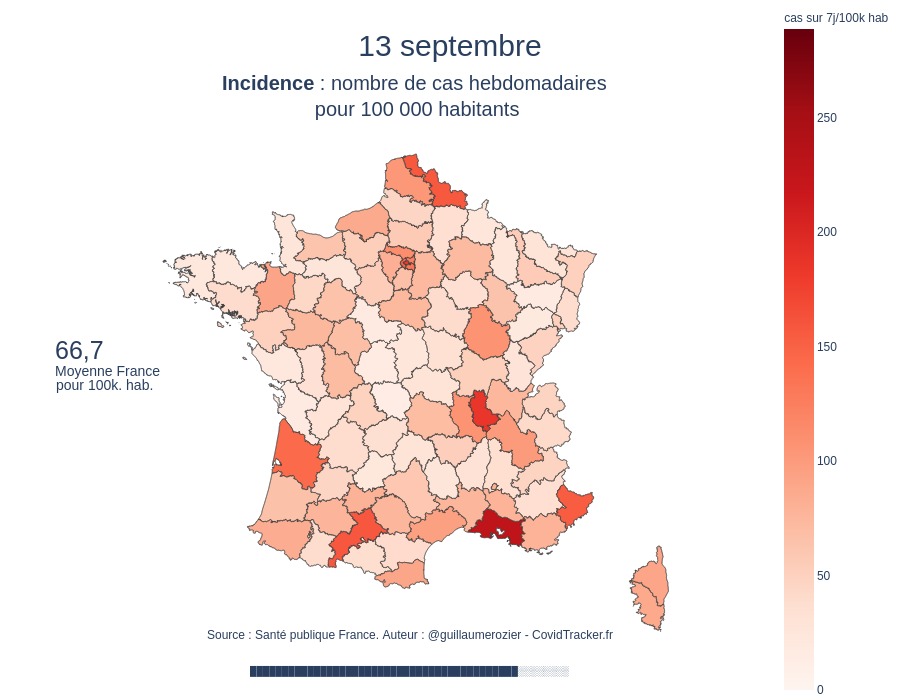 cas sur 7j/100k hab
13 septembre
Incidence : nombre de cas hebdomadaires
pour 100 000 habitants
250
200
150
100
50
0
66,7
Moyenne France
pour 100k. hab.
Source : Santé publique France. Auteur : @guillaumerozier - CovidTracker.fr